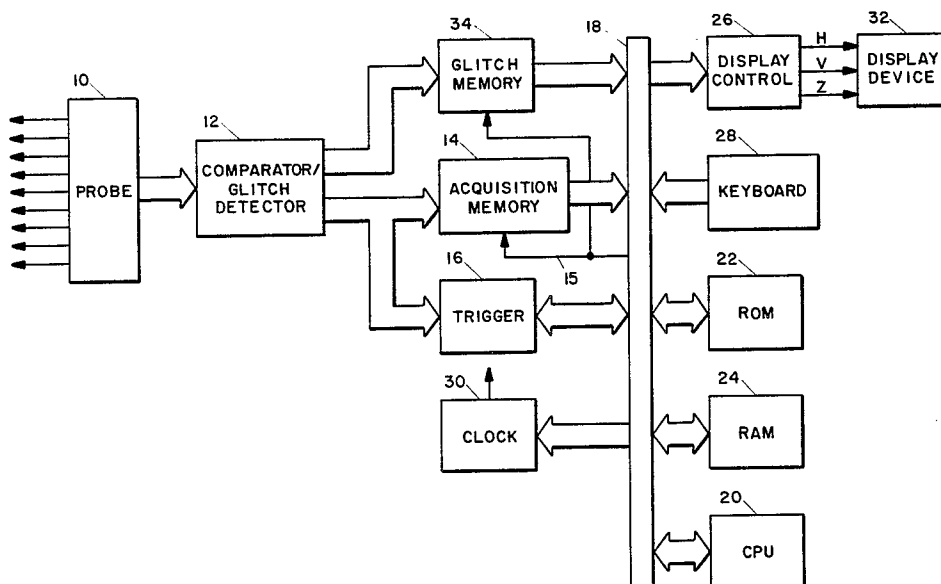 34
18
26
32
GLITCH
MEMORY
DISPLAY
CONTROL
H
V
Z
DISPLAY
DEVICE
10
PROBE
12
COMPARATOR/
GLITCH
DETECTOR
14
ACQUISITION
MEMORY
15
28
KEYBOARD
16
TRIGGER
22
ROM
30
CLOCK
24
RAM
20
CPU